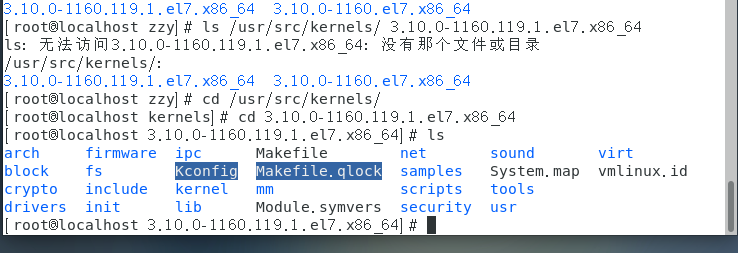 3.10.0-1160.119.1.el7.x86_64 3.10.0-1160.el7.x86_64
[root@localhost zzy]# ls /usr/src/kernels/ 3.10.0-1160.119.1.el7.x86_64
ls: 无法访问3.10.0-1160.119.1.el7.x86_64: 没有那个文件或目录
/usr/src/kernels/:
3.10.0-1160.119.1.el7.x86_64 3.10.0-1160.el7.x86_64
[root@localhost zzy]# cd /usr/src/kernels/
[root@localhost kernels]# cd 3.10.0-1160.119.1.el7.x86_64
[root@localhost 3.10.0-1160.119.1.el7.x86_64]# ls
arch firmware ipc Makefile net sound virt
block fs Kconfig Makefile.qlock samples System.map vmlinux.id
crypto include kernel mm scripts tools
drivers init lib Module.symvers security usr
[root@localhost 3.10.0-1160.119.1.el7.x86_64]#